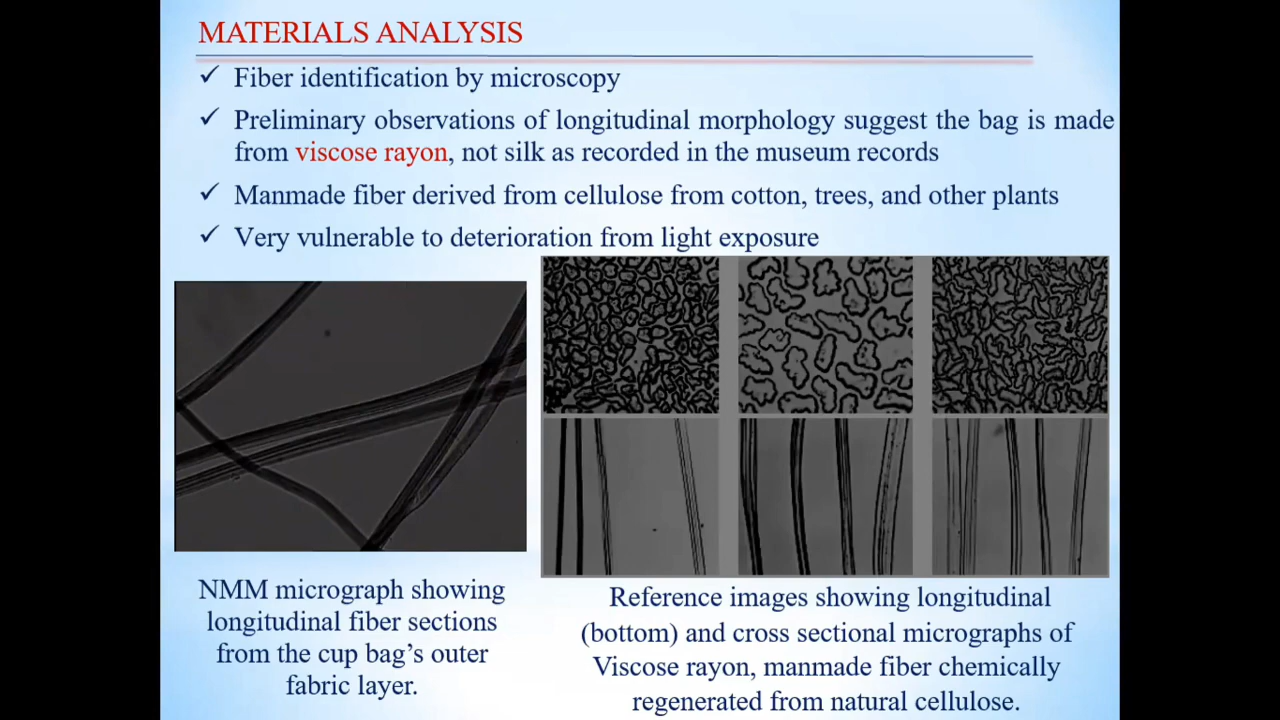 MATERIALS ANALYSIS
✓ Fiber identification by microscopy
✓ Preliminary observations of longitudinal morphology suggest the bag is made
from viscose rayon, not silk as recorded in the museum records
✓ Manmade fiber derived from cellulose from cotton, trees, and other plants
✓ Very vulnerable to deterioration from light exposure
NMM micrograph showing
longitudinal fiber sections
from the cup bag’s outer
fabric layer.
Reference images showing longitudinal
(bottom) and cross sectional micrographs of
Viscose rayon, manmade fiber chemically
regenerated from natural cellulose.